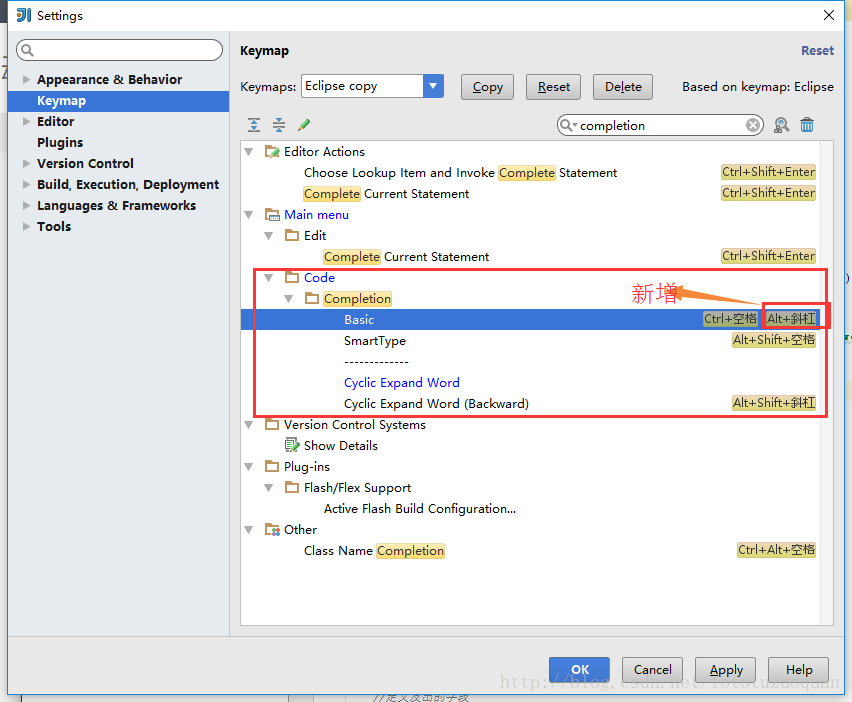 Settings
Keymap
Reset
Appearance & Behavior
Keymap
Editor
Plugins
Version Control
Build, Execution, Deployment
Languages & Frameworks
Tools
Keymaps: Eclipse copy Copy Reset Delete Based on keymap: Eclipse
completion
Editor Actions
Choose Lookup Item and Invoke Complete Statement Ctrl+Shift+Enter
Complete Current Statement Ctrl+Shift+Enter
Main menu
Edit
Complete Current Statement Ctrl+Shift+Enter
Code
新增
Completion
Basic Ctrl+空格 Alt+斜杠
SmartType Alt+Shift+空格
-------------
Cyclic Expand Word
Cyclic Expand Word (Backward) Alt+Shift+斜杠
Version Control Systems
Show Details
Plug-ins
Flash/Flex Support
Active Flash Build Configuration...
Other
Class Name Completion Ctrl+Alt+空格
OK Cancel Apply Help
http://blog.csdn.net/tototuzuoquan